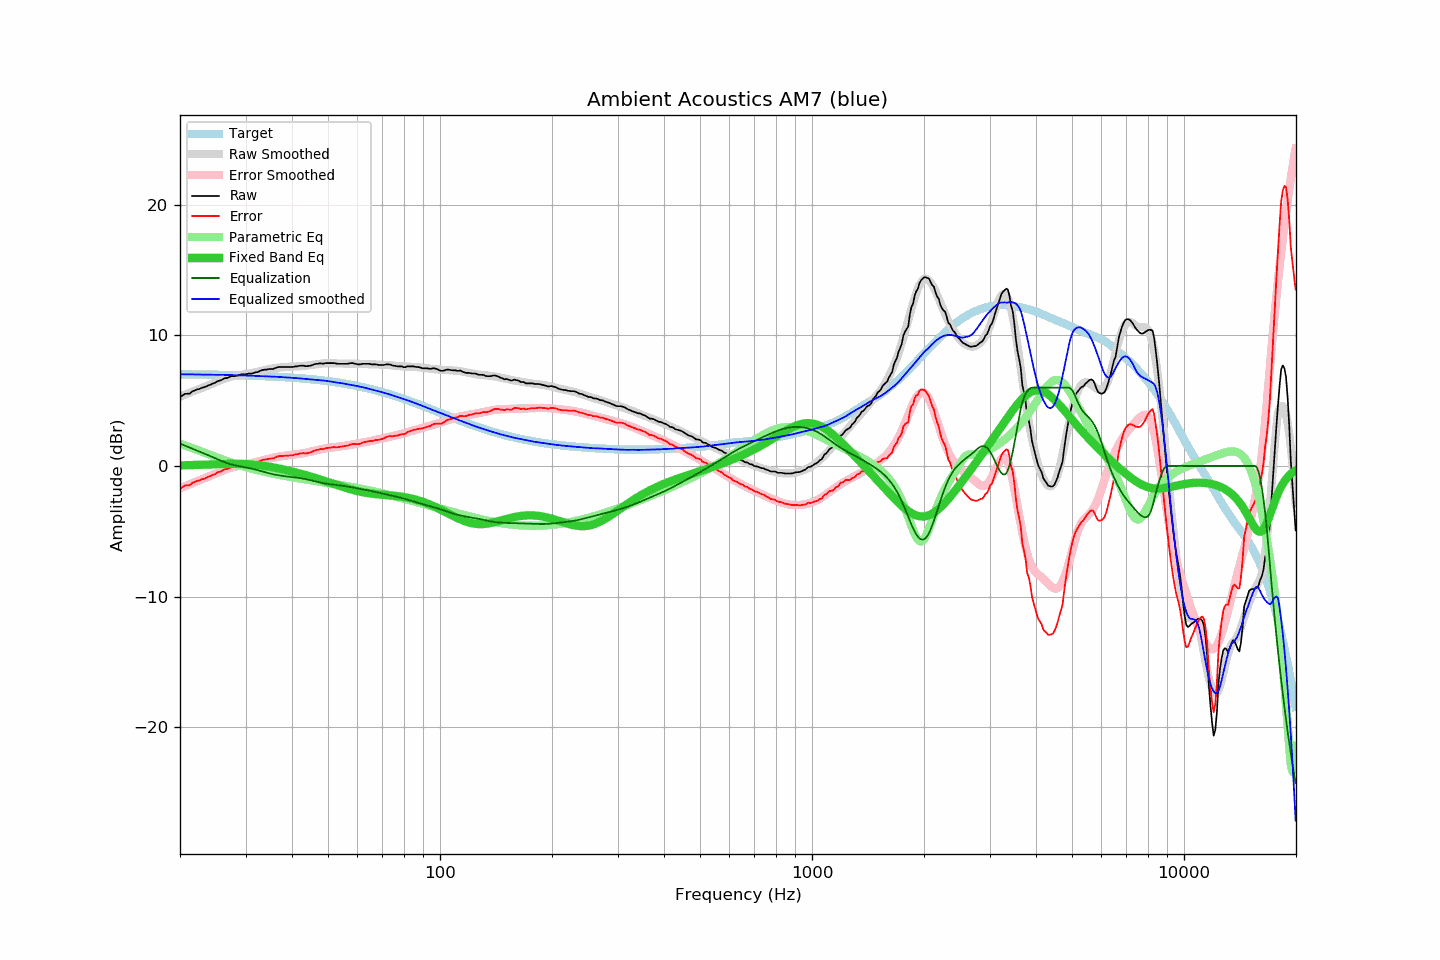 Ambient Acoustics AM7 (blue)
Target
Raw Smoothed
Error Smoothed
Raw
Error
Parametric Eq
Fixed Band Eq
Equalization
Equalized smoothed
20
10
0
−10
−20
Amplitude (dBr)
100
1000
10000
Frequency (Hz)